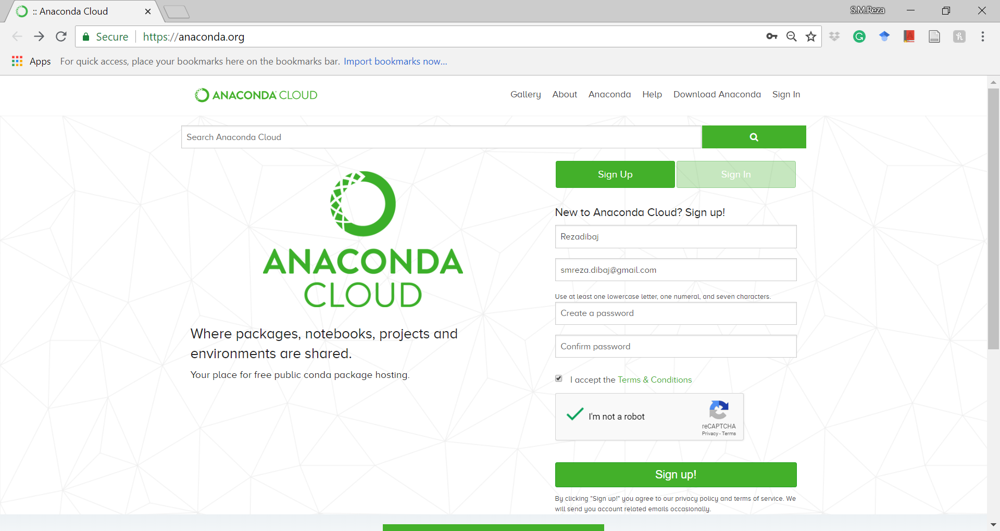 :: Anaconda Cloud
S.M.Reza
Secure
https://anaconda.org
Apps
For quick access, place your bookmarks here on the bookmarks bar. Import bookmarks now...
ANACONDA CLOUD
Gallery About Anaconda Help Download Anaconda Sign In
Search Anaconda Cloud
Sign Up
Sign In
ANACONDA
CLOUD
Where packages, notebooks, projects and
environments are shared.
Your place for free public conda package hosting.
New to Anaconda Cloud? Sign up!
Rezadibaj
smreza.dibaj@gmail.com
Use at least one lowercase letter, one numeral, and seven characters.
Create a password
Confirm password
I accept the Terms & Conditions
I'm not a robot
reCAPTCHA
Privacy - Terms
Sign up!
By clicking "Sign up!" you agree to our privacy policy and terms of service. We
will send you account related emails occasionally.